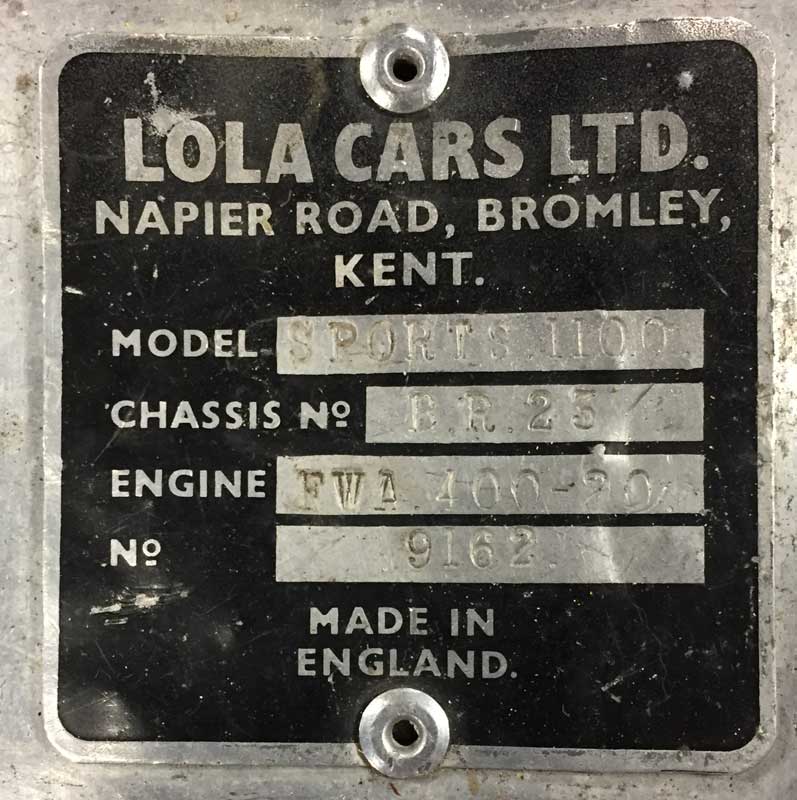 LOLA CARS LTD.
NAPIER ROAD, BROMLEY,
KENT.
MODEL SPORTS.1100.
CHASSIS Nº B.R.23
ENGINE FWA.400-20
Nº 9162.
MADE IN
ENGLAND.